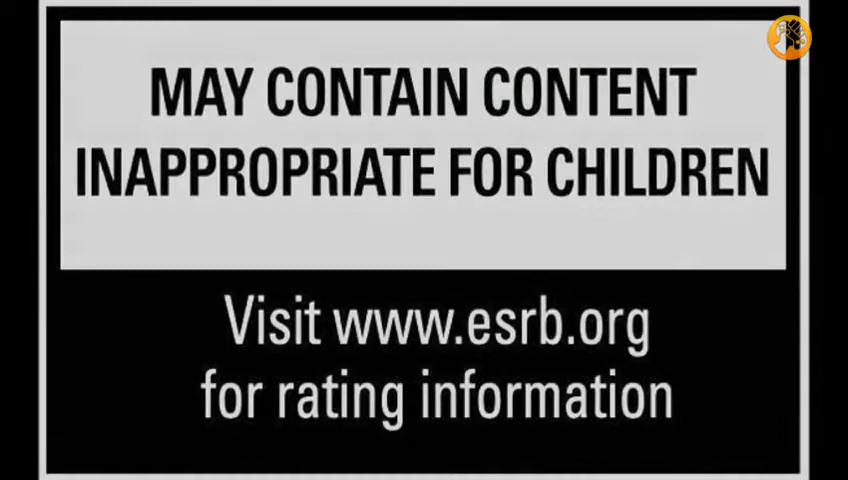 MAY CONTAIN CONTENT
INAPPROPRIATE FOR CHILDREN
Visit www.esrb.org
for rating information